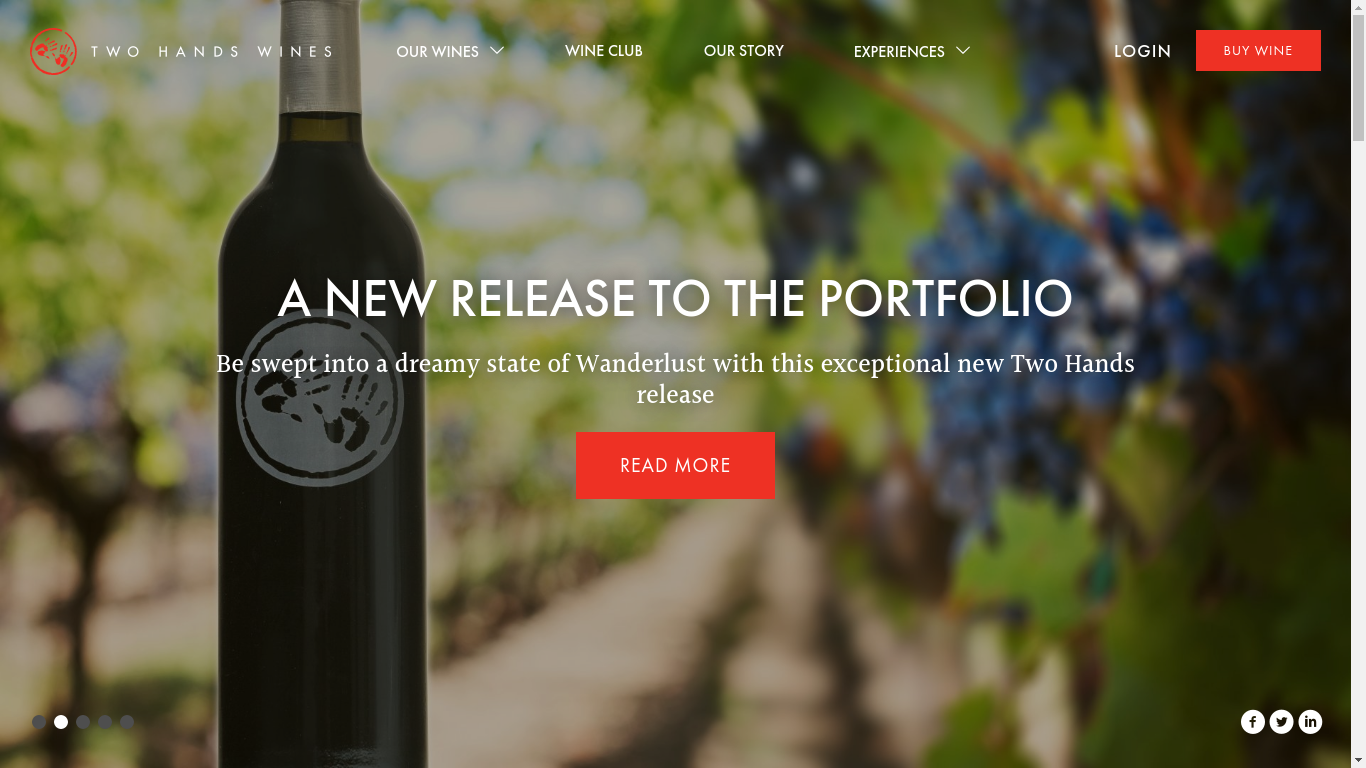 TWO HANDS WINES
OUR WINES
WINE CLUB
OUR STORY
EXPERIENCES
LOGIN
BUY WINE
A NEW RELEASE TO THE PORTFOLIO
Be swept into a dreamy state of Wanderlust with this exceptional new Two Hands
release
READ MORE